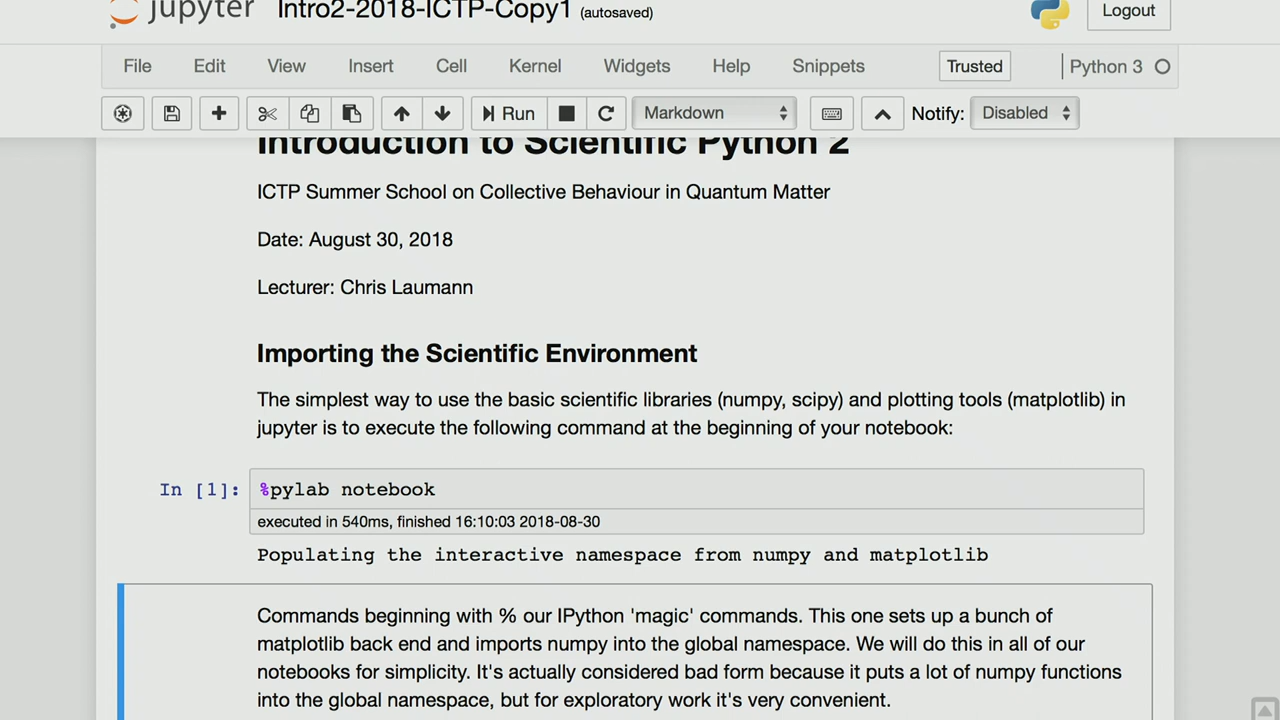 jupyter Intro2-2018-ICTP-Copy1 (autosaved)
Logout
File Edit View Insert Cell Kernel Widgets Help Snippets Trusted Python 3
Run Markdown Notify: Disabled
Introduction to Scientific Python 2
ICTP Summer School on Collective Behaviour in Quantum Matter
Date: August 30, 2018
Lecturer: Chris Laumann
Importing the Scientific Environment
The simplest way to use the basic scientific libraries (numpy, scipy) and plotting tools (matplotlib) in
jupyter is to execute the following command at the beginning of your notebook:
In [1]: %pylab notebook
executed in 540ms, finished 16:10:03 2018-08-30
Populating the interactive namespace from numpy and matplotlib
Commands beginning with % our IPython 'magic' commands. This one sets up a bunch of
matplotlib back end and imports numpy into the global namespace. We will do this in all of our
notebooks for simplicity. It's actually considered bad form because it puts a lot of numpy functions
into the global namespace, but for exploratory work it's very convenient.